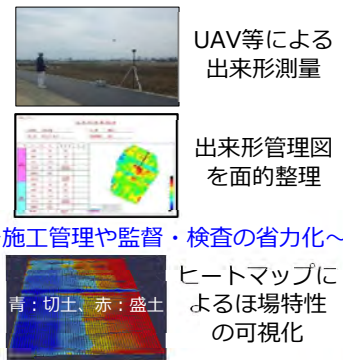 UAV等による
出来形測量
出来形管理図
を面的整理
施工管理や監督・検査の省力化～
ヒートマップに
よるほ場特性
の可視化
青：切土、赤：盛土